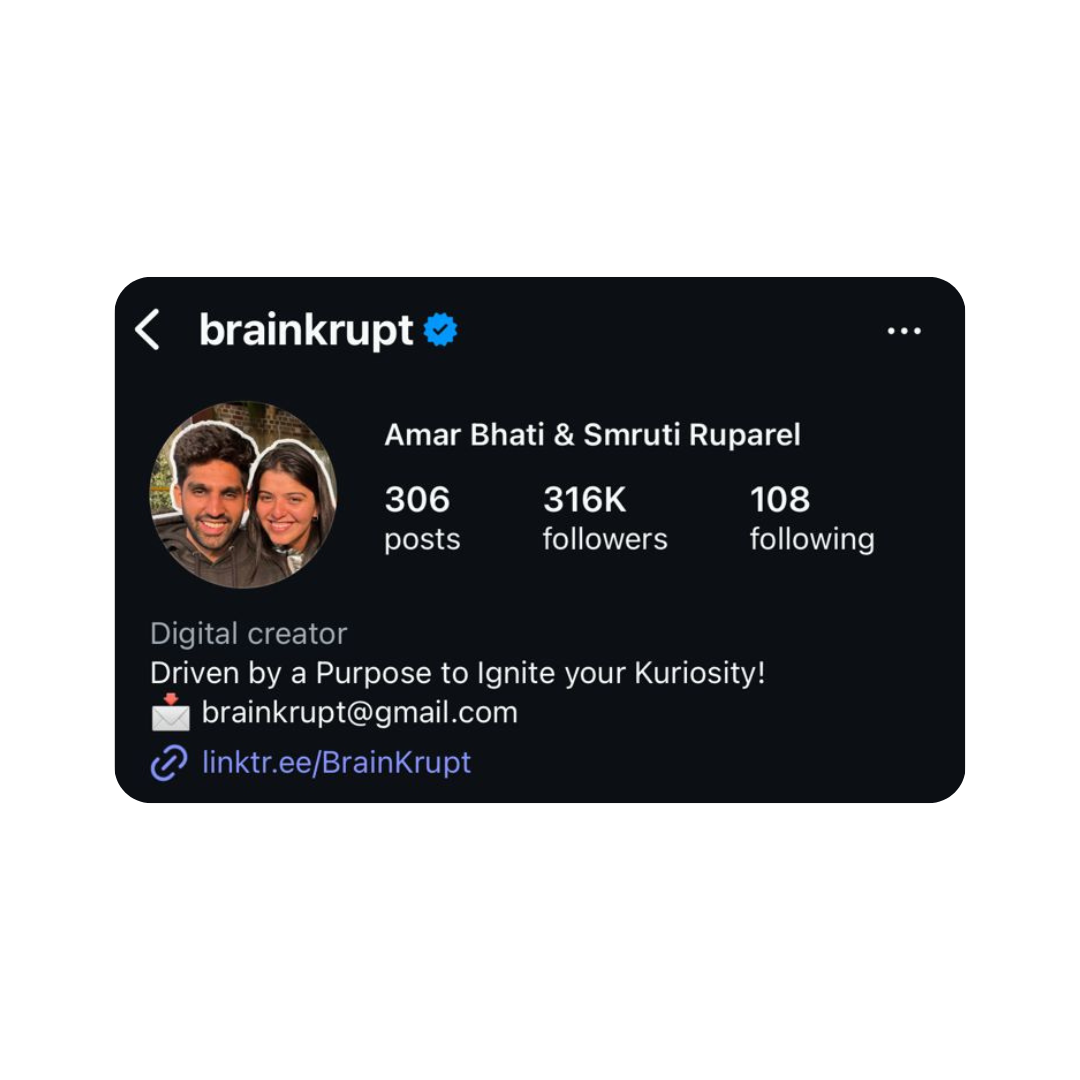 brainkrupt
Amar Bhati & Smruti Ruparel
306 316K 108
posts followers following
Digital creator
Driven by a Purpose to Ignite your Kuriosity!
brainkrupt@gmail.com
linktr.ee/BrainKrupt